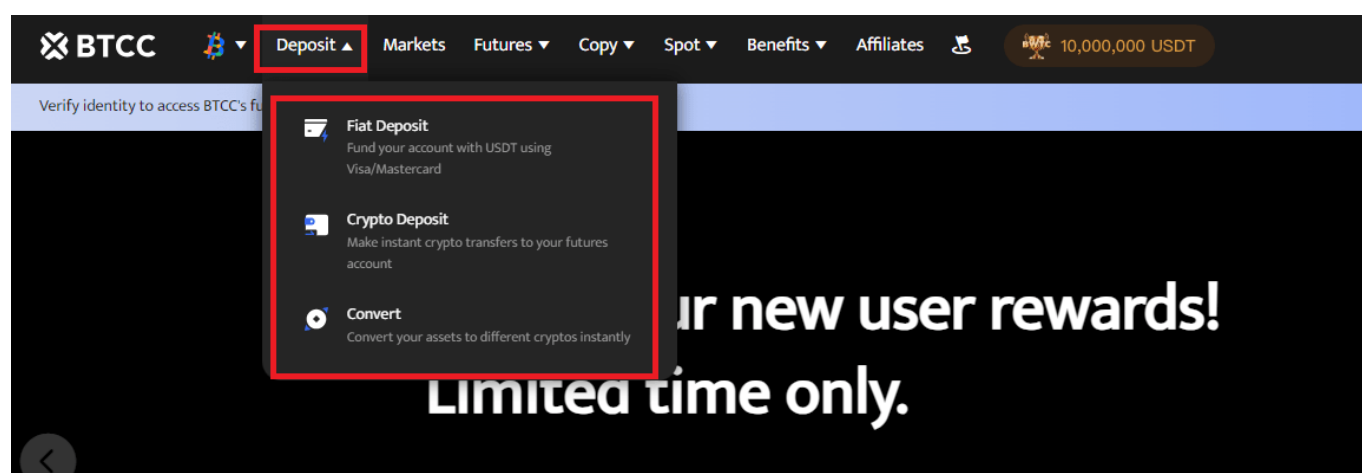 BTCC Deposit Markets Futures Copy Spot Benefits Affiliates 10,000,000 USDT
Verify identity to access BTCC's
Fiat Deposit
Fund your account with USDT using
Visa/Mastercard
Crypto Deposit
Make instant crypto transfers to your futures
account
Convert
Convert your assets to different cryptos instantly
new user rewards!
Limited time only.